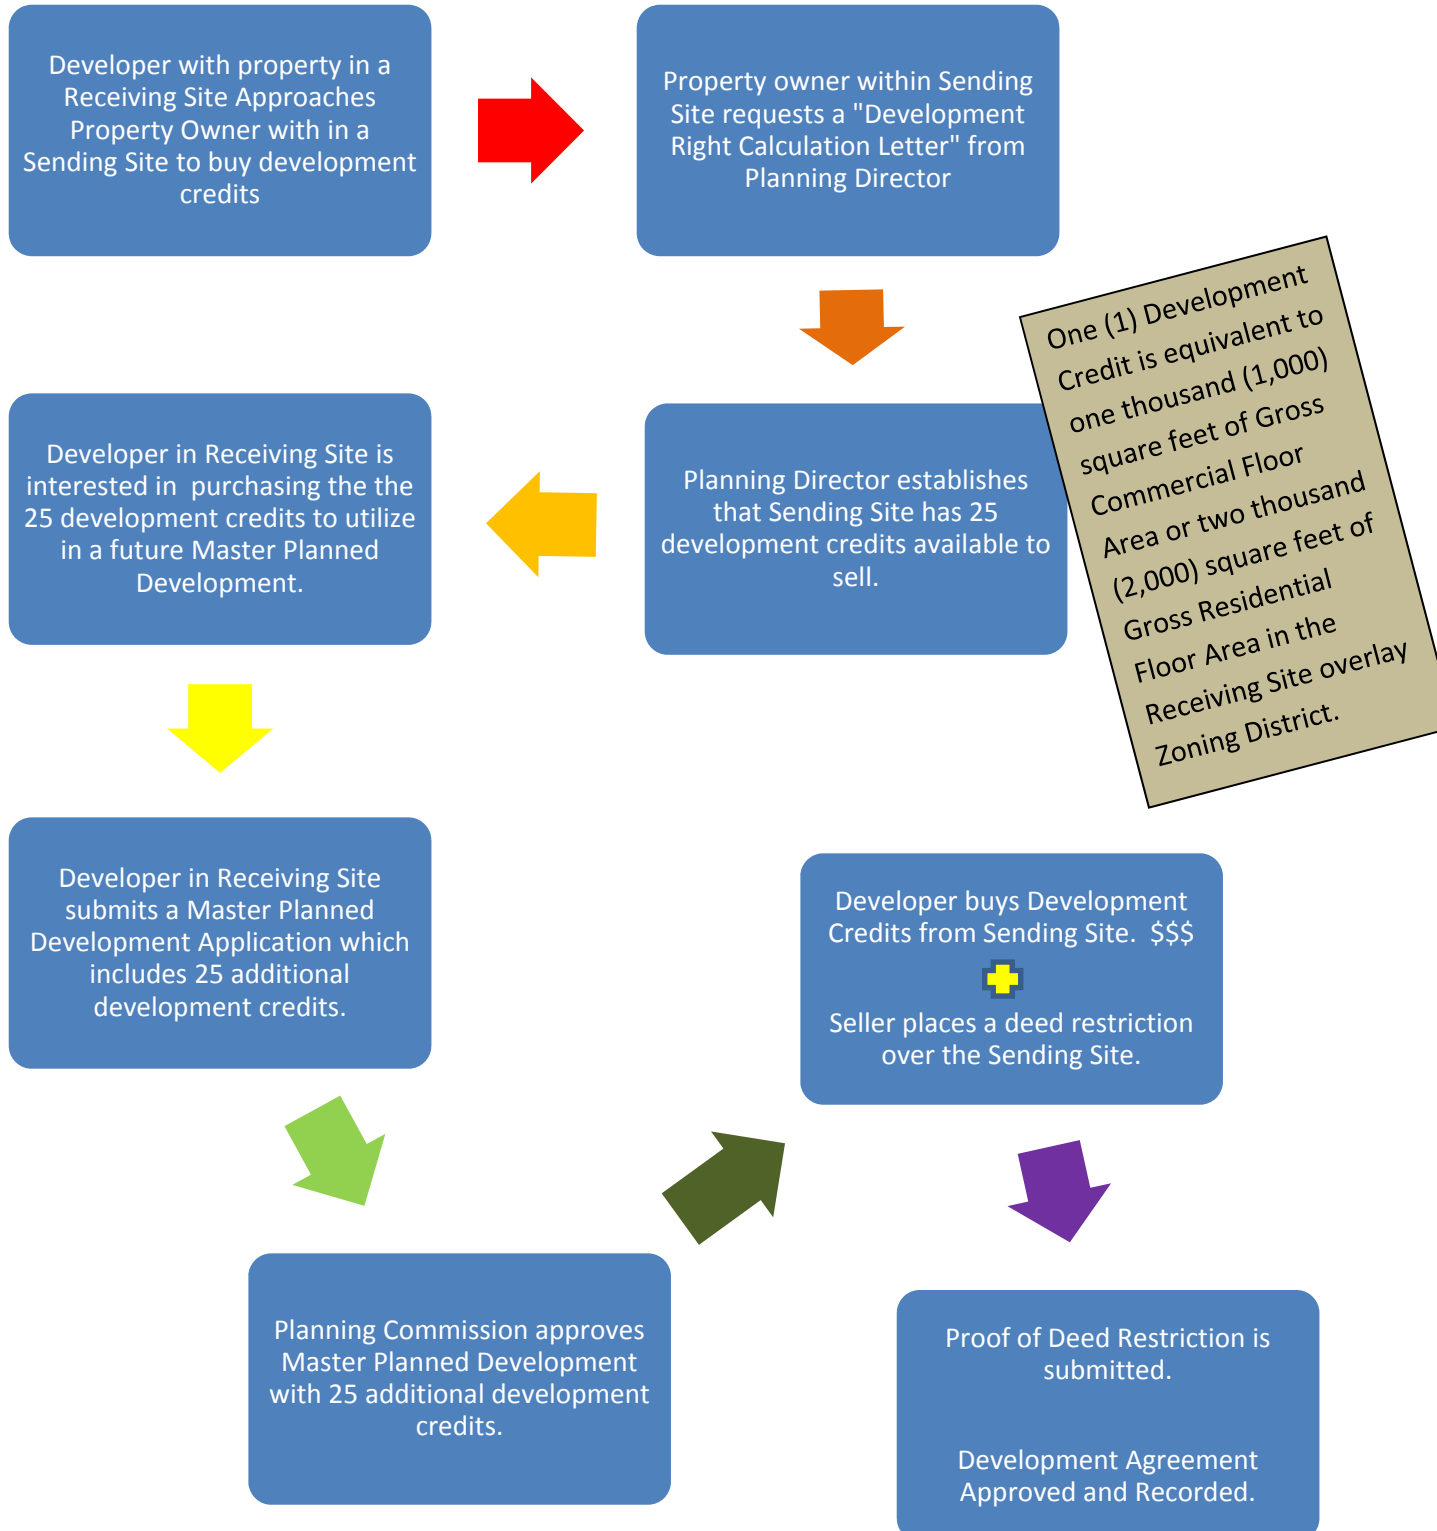 Developer with property in a
Receiving Site Approaches
Property Owner with in a
Sending Site to buy development
credits
Property owner within Sending
Site requests a "Development
Right Calculation Letter" from
Planning Director
One (1) Development
Credit is equivalent to
one thousand (1,000)
square feet of Gross
Commercial Floor
Area or two thousand
(2,000) square feet of
Gross Residential
Floor Area in the
Receiving Site overlay
Zoning District.
Planning Director establishes
that Sending Site has 25
development credits available to
sell.
Developer in Receiving Site is
interested in purchasing the the
25 development credits to utilize
in a future Master Planned
Development.
Developer in Receiving Site
submits a Master Planned
Development Application which
includes 25 additional
development credits.
Planning Commission approves
Master Planned Development
with 25 additional development
credits.
Developer buys Development
Credits from Sending Site. $$$
Seller places a deed restriction
over the Sending Site.
Proof of Deed Restriction is
submitted.
Development Agreement
Approved and Recorded.